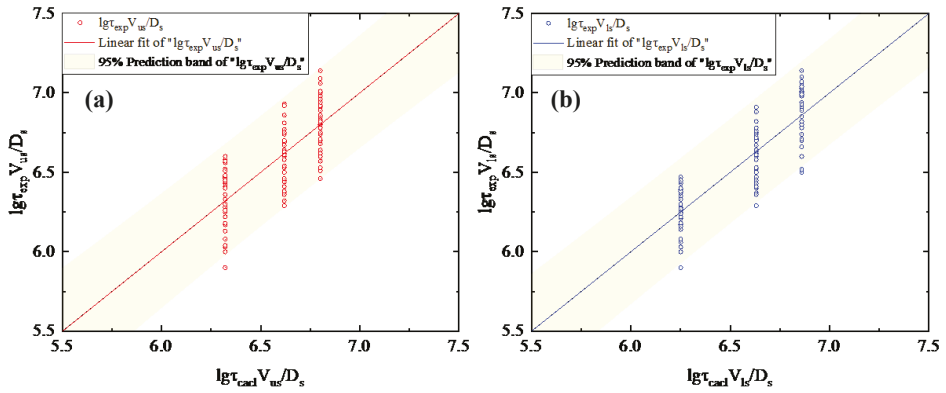 lgτexpVus/Ds
Linear fit of "lgτexpVus/Ds"
95% Prediction band of "lgτexpVus/Ds"
(a)
7.5
7.0
6.5
6.0
5.5
5.5 6.0 6.5 7.0 7.5
lgτexpVus/Ds
lgτcaclVus/Ds
lgτexpVls/Ds
Linear fit of "lgτexpVls/Ds"
95% Prediction band of "lgτexpVls/Ds"
(b)
7.5
7.0
6.5
6.0
5.5
5.5 6.0 6.5 7.0 7.5
lgτexpVls/Ds
lgτcaclVls/Ds